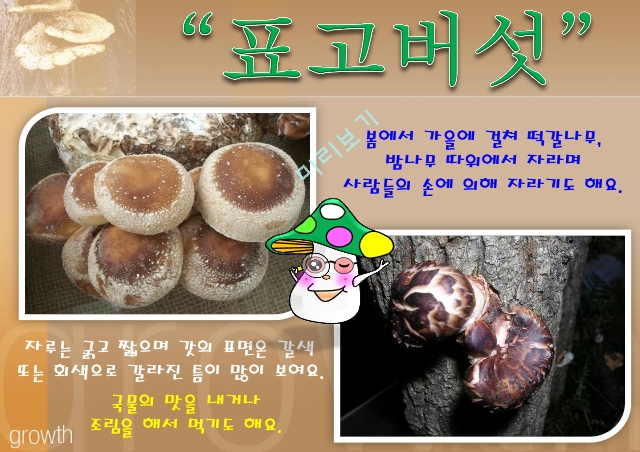 “표고버섯”
미리보기
봄에서 가을에 걸쳐 떡갈나무,
밤나무 따위에서 자라며
사람들의 손에 의해 자라기도 해요.
자루는 굵고 짧으며 갓의 표면은 갈색
또는 회색으로 갈라진 틈이 많이 보여요.
국물의 맛을 내거나
조림을 해서 먹기도 해요.
growth